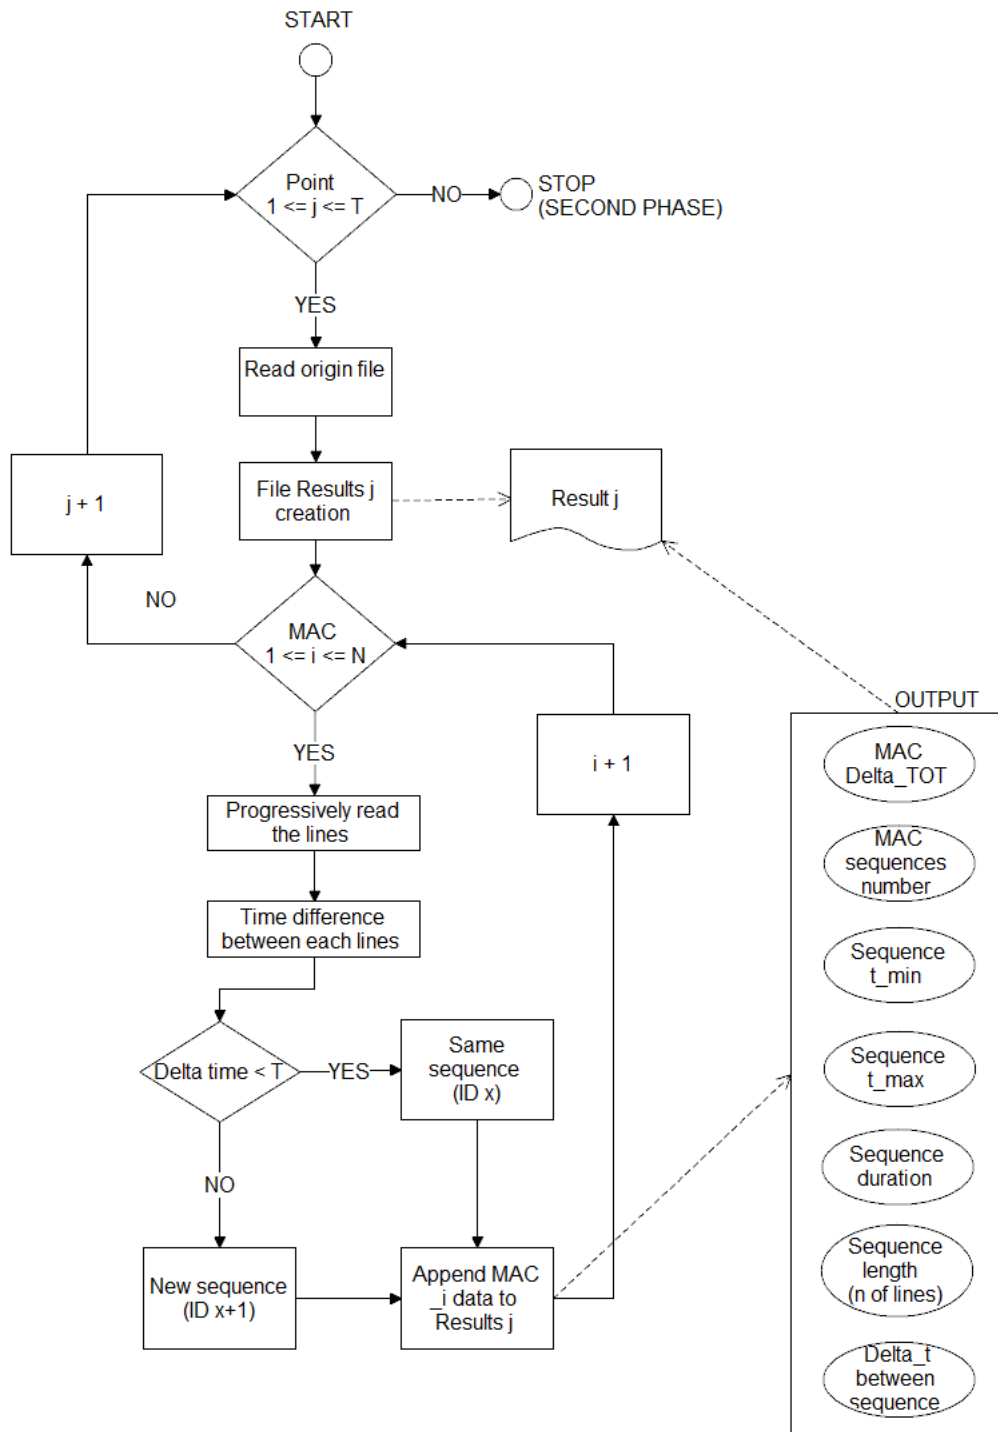 START
Point
1 <= j <= T
NO
STOP
(SECOND PHASE)
YES
Read origin file
j + 1
File Results j
creation
Result j
NO
MAC
1 <= i <= N
YES
i + 1
OUTPUT
MAC
Delta_TOT
Progressively read
the lines
MAC
sequences
number
Time difference
between each lines
Sequence
t_min
Delta time < T
YES
Same
sequence
(ID x)
Sequence
t_max
NO
Sequence
duration
New sequence
(ID x+1)
Append MAC
_i data to
Results j
Sequence
length
(n of lines)
Delta_t
between
sequence